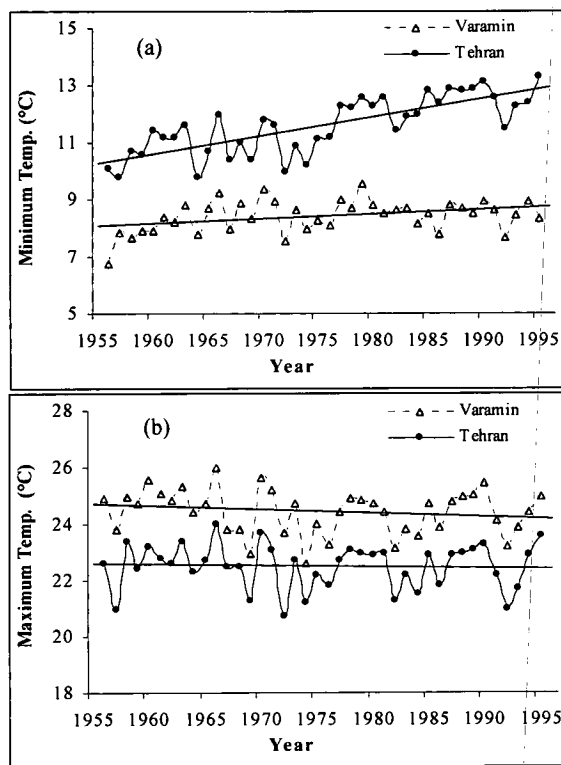 (a)
Varamin
Tehran
Minimum Temp. (°C)
15
13
11
9
7
5
1955 1960 1965 1970 1975 1980 1985 1990 1995
Year
(b)
Varamin
Tehran
Maximum Temp. (°C)
28
26
24
22
20
18
1955 1960 1965 1970 1975 1980 1985 1990 1995
Year